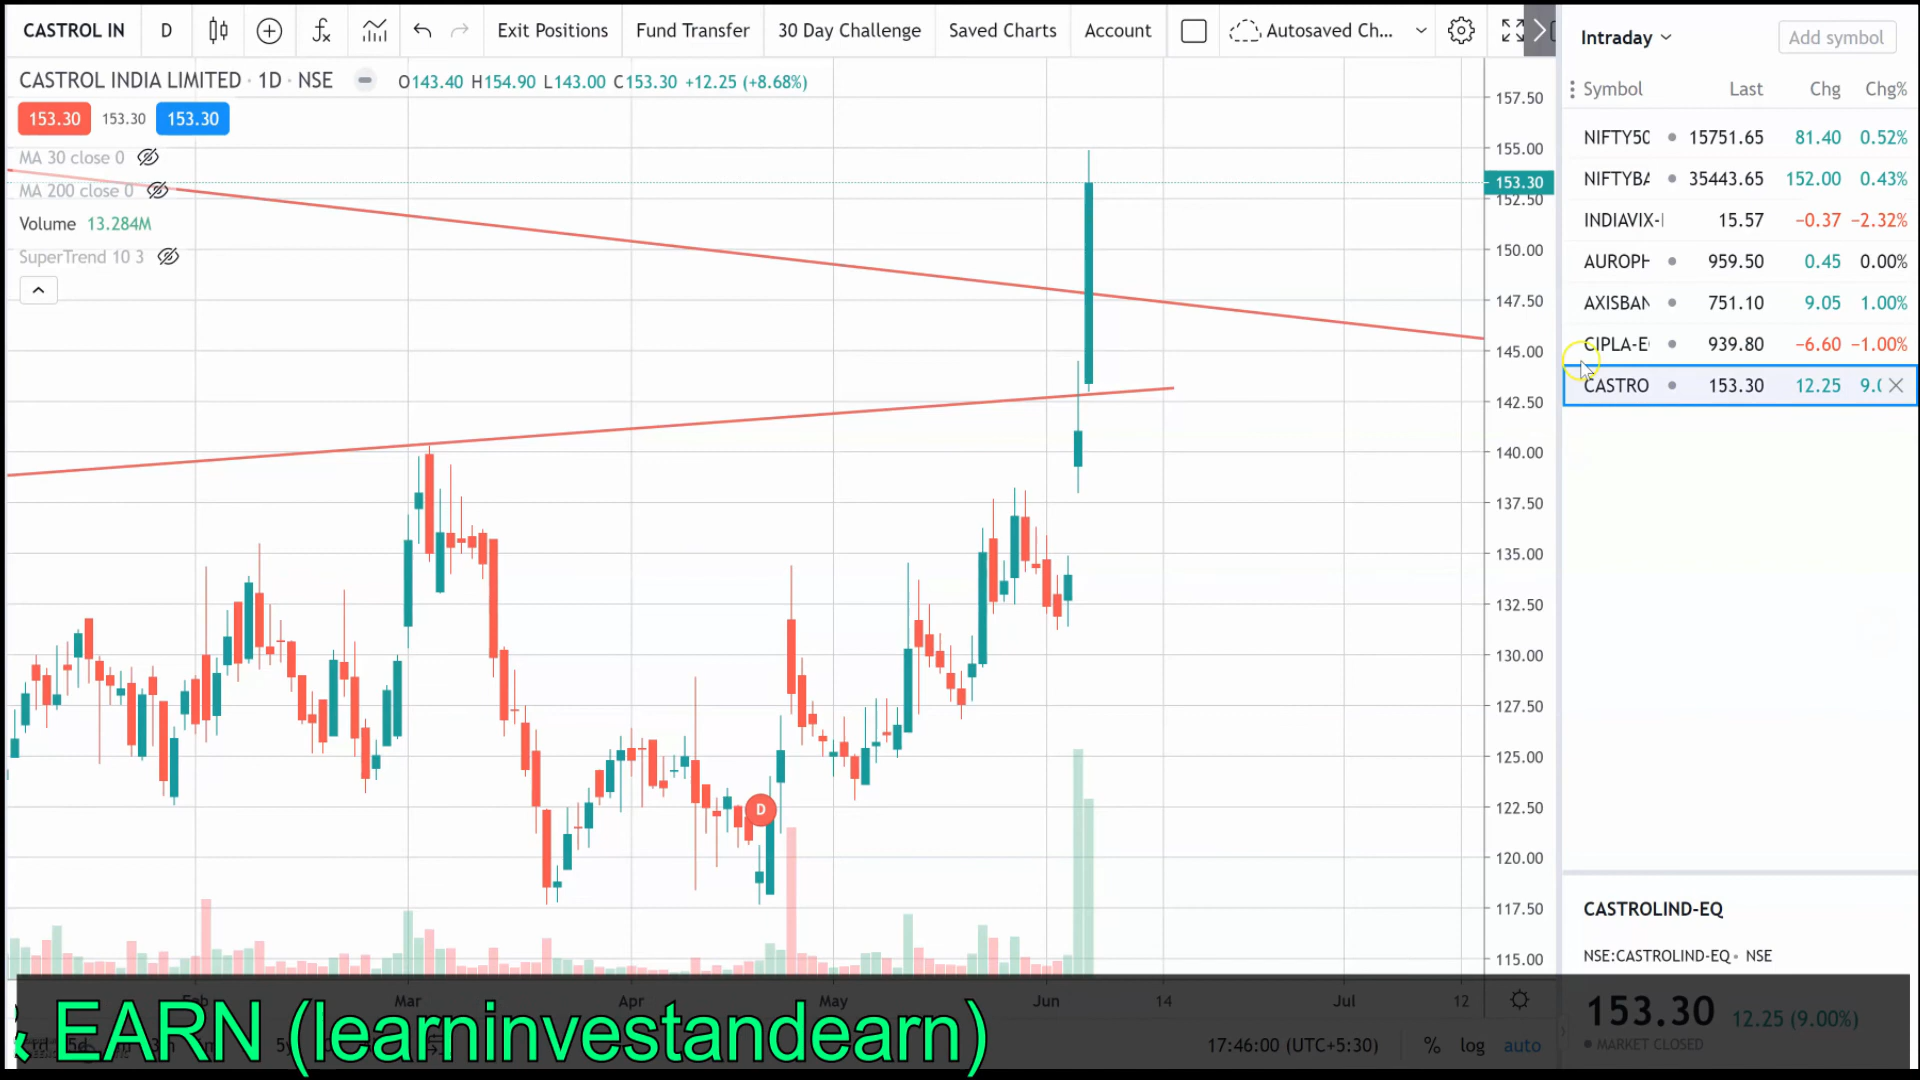 CASTROL IN D Exit Positions Fund Transfer 30 Day Challenge Saved Charts Account Autosaved Ch...
CASTROL INDIA LIMITED · 1D · NSE O143.40 H154.90 L143.00 C153.30 +12.25 (+8.68%)
153.30 153.30 153.30
MA 30 close 0
MA 200 close 0
Volume 13.284M
SuperTrend 10 3
D
157.50
155.00
153.30
152.50
150.00
147.50
145.00
142.50
140.00
137.50
135.00
132.50
130.00
127.50
125.00
122.50
120.00
117.50
115.00
Feb Mar Apr May Jun 14 Jul 12
EARN (learninvestandearn)
17:46:00 (UTC+5:30) % log auto
Intraday Add symbol
Symbol Last Chg Chg%
NIFTY50 15751.65 81.40 0.52%
NIFTYBA 35443.65 152.00 0.43%
INDIAVIX-I 15.57 −0.37 −2.32%
AUROPH 959.50 0.45 0.00%
AXISBAN 751.10 9.05 1.00%
CIPLA-E 939.80 −6.60 −1.00%
CASTRO 153.30 12.25 9.0
CASTROLIND-EQ
NSE:CASTROLIND-EQ • NSE
153.30 12.25 (9.00%)
MARKET CLOSED